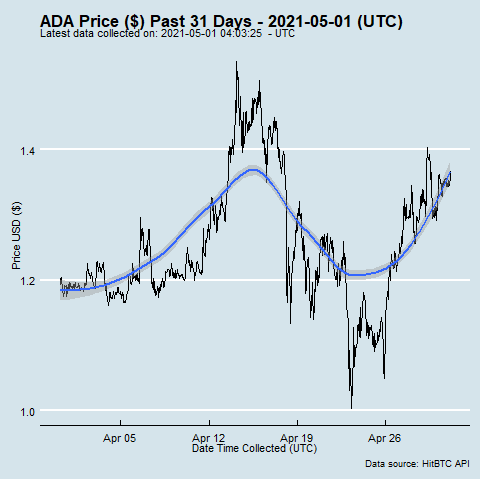 ADA Price ($) Past 31 Days - 2021-05-01 (UTC)
Latest data collected on: 2021-05-01 04:03:25 - UTC
Price USD ($)
1.4
1.2
1.0
Apr 05 Apr 12 Apr 19 Apr 26
Date Time Collected (UTC)
Data source: HitBTC API